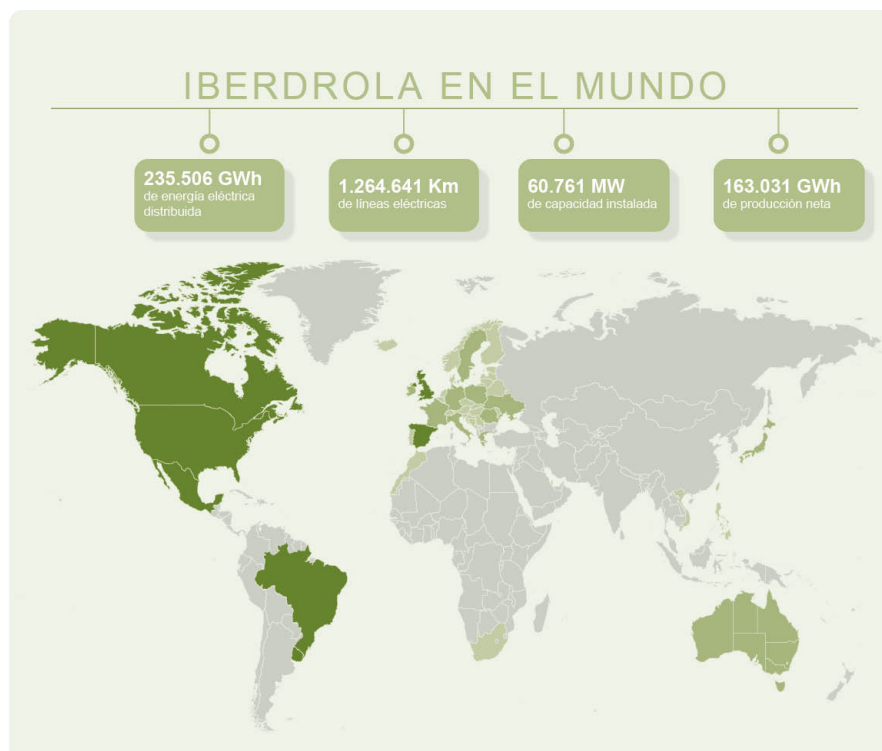 IBERDROLA EN EL MUNDO
235.506 GWh
de energía eléctrica
distribuida
1.264.641 Km
de líneas eléctricas
60.761 MW
de capacidad instalada
163.031 GWh
de producción neta